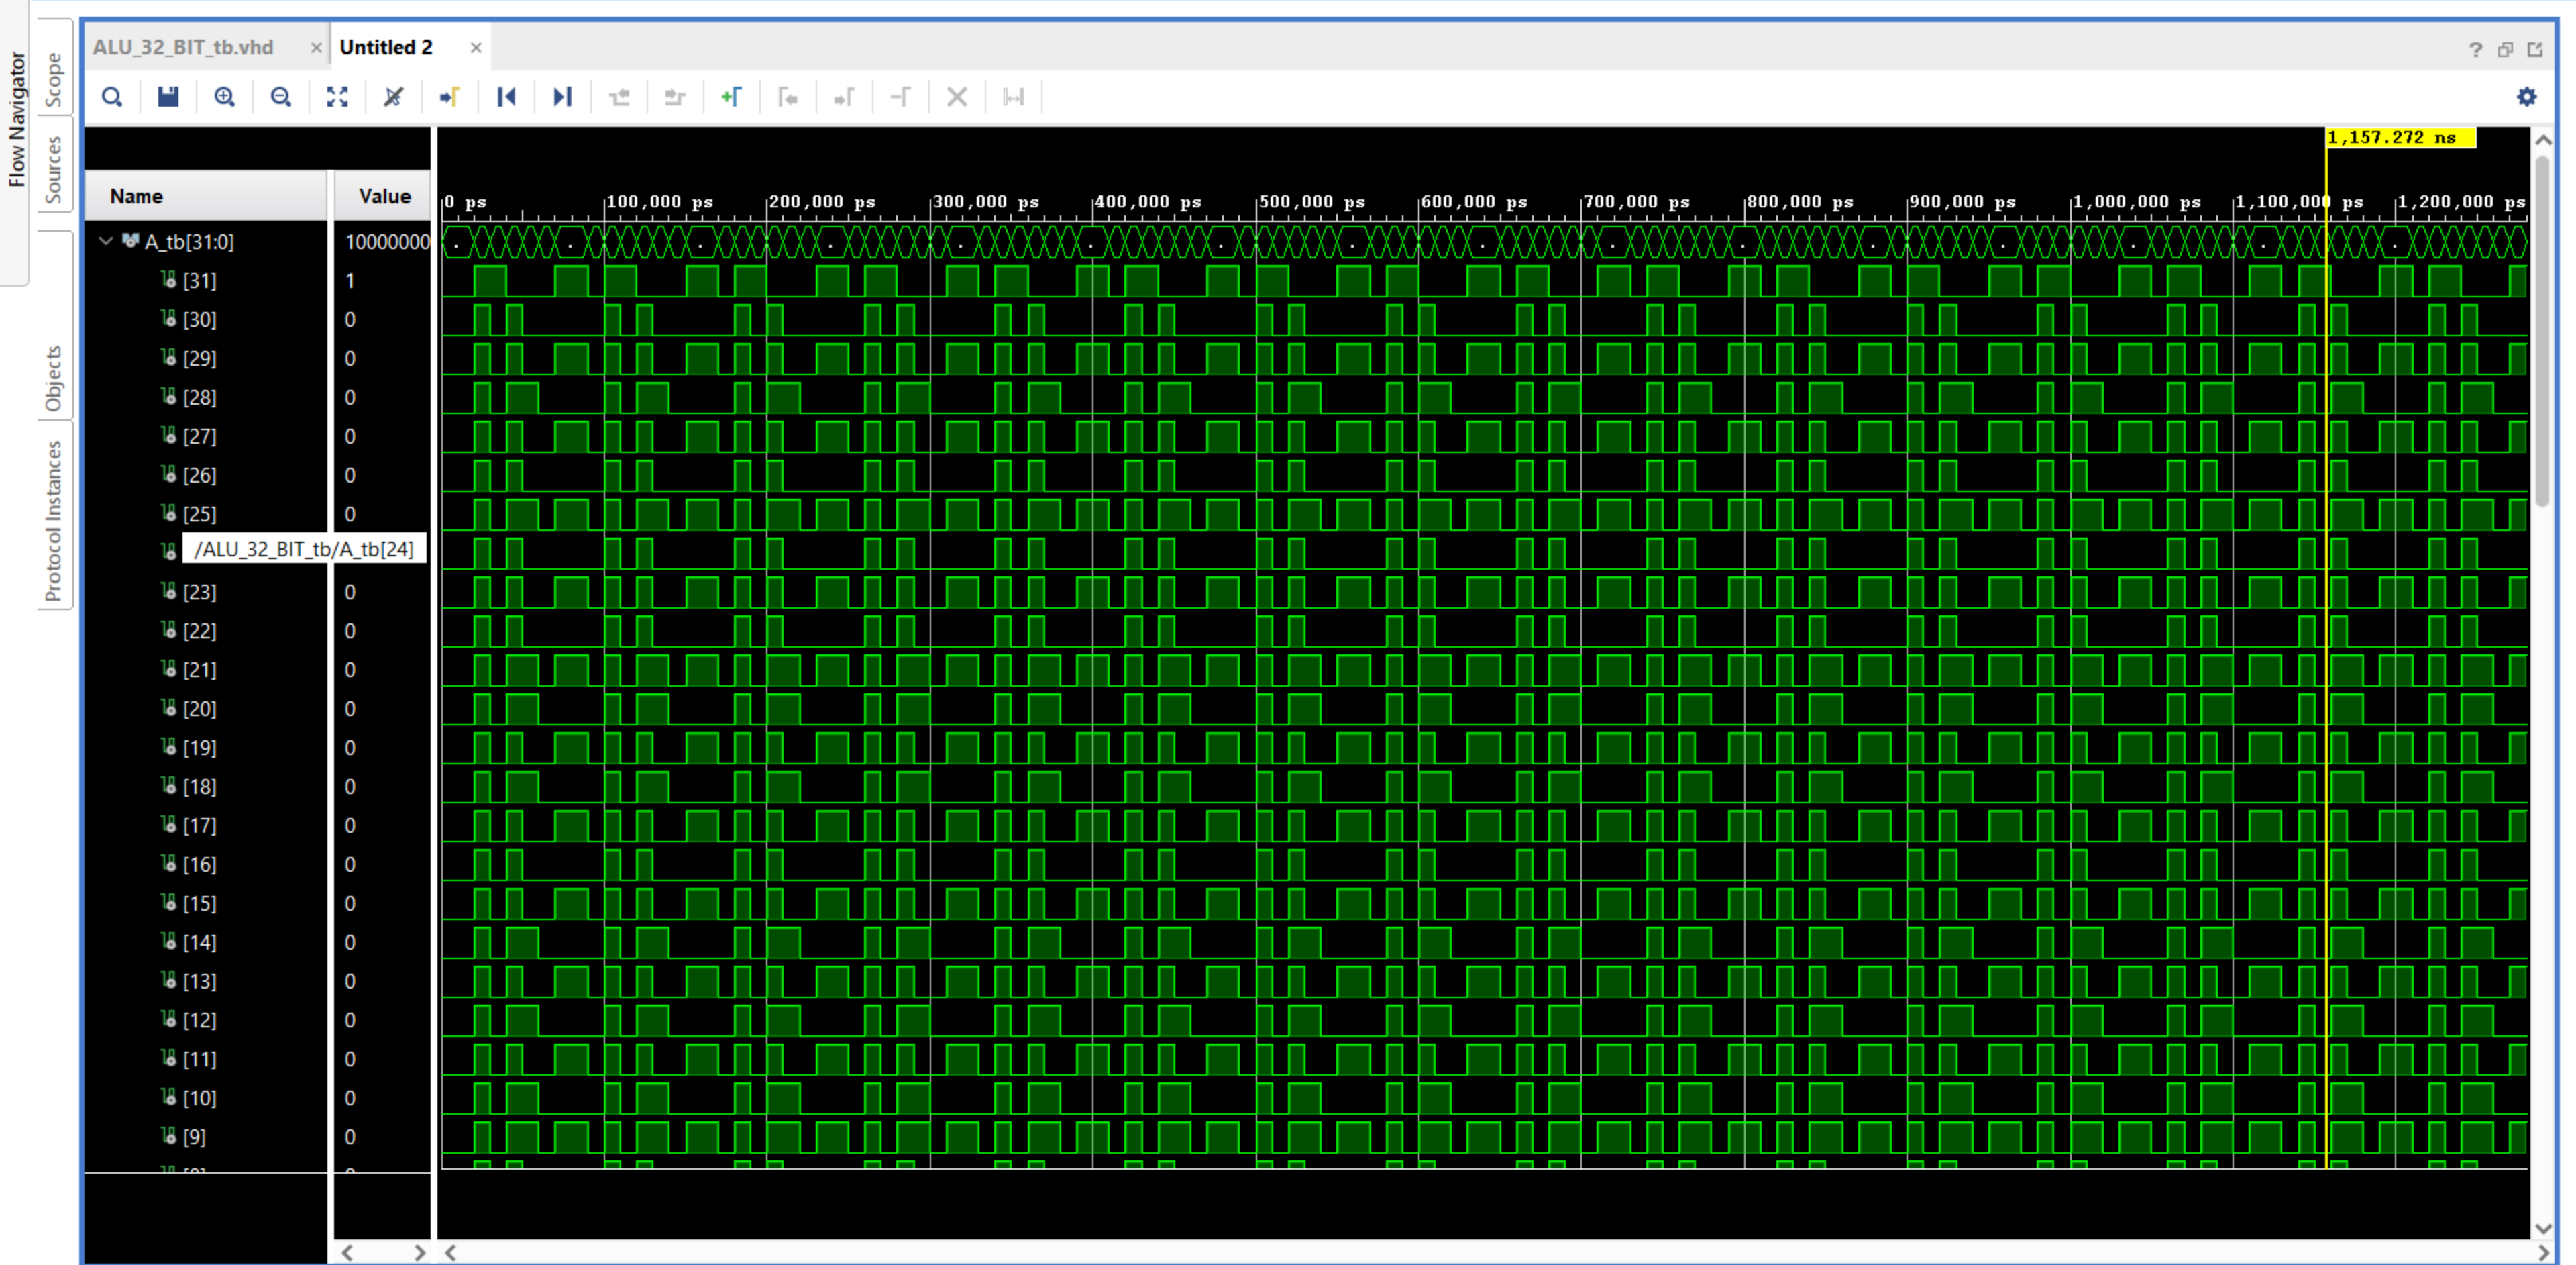 Flow Navigator
Scope
Sources
Objects
Protocol Instances
ALU_32_BIT_tb.vhd
Untitled 2
1,157.272 ns
Name Value
0 ps 100,000 ps 200,000 ps 300,000 ps 400,000 ps 500,000 ps 600,000 ps 700,000 ps 800,000 ps 900,000 ps 1,000,000 ps 1,100,000 ps 1,200,000 ps
A_tb[31:0] 10000000
[31] 1
[30] 0
[29] 0
[28] 0
[27] 0
[26] 0
[25] 0
/ALU_32_BIT_tb/A_tb[24]
[23] 0
[22] 0
[21] 0
[20] 0
[19] 0
[18] 0
[17] 0
[16] 0
[15] 0
[14] 0
[13] 0
[12] 0
[11] 0
[10] 0
[9] 0